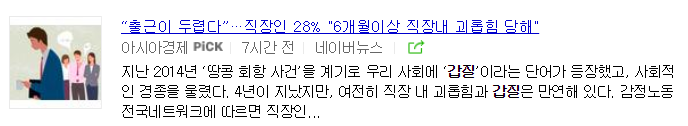 “출근이 두렵다”…직장인 28% "6개월이상 직장내 괴롭힘 당해"
아시아경제 PiCK | 7시간 전 | 네이버뉴스 |
지난 2014년 ‘땅콩 회항 사건’을 계기로 우리 사회에 ‘갑질’이라는 단어가 등장했고, 사회적
인 경종을 울렸다. 4년이 지났지만, 여전히 직장 내 괴롭힘과 갑질은 만연해 있다. 감정노동
전국네트워크에 따르면 직장인...